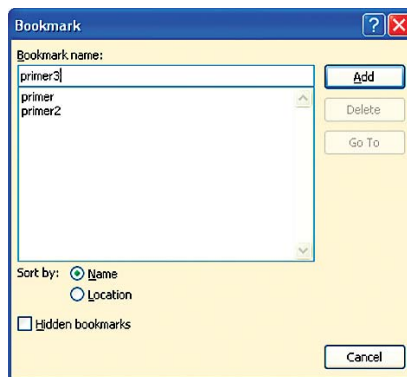 Bookmark
Bookmark name:
primer3
Add
primer
primer2
Delete
Go To
Sort by:
Name
Location
Hidden bookmarks
Cancel